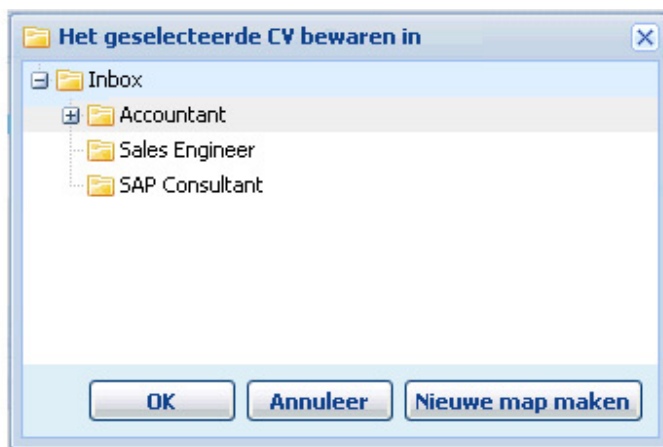 Het geselecteerde CV bewaren in
Inbox
Accountant
Sales Engineer
SAP Consultant
OK Annuleer Nieuwe map maken